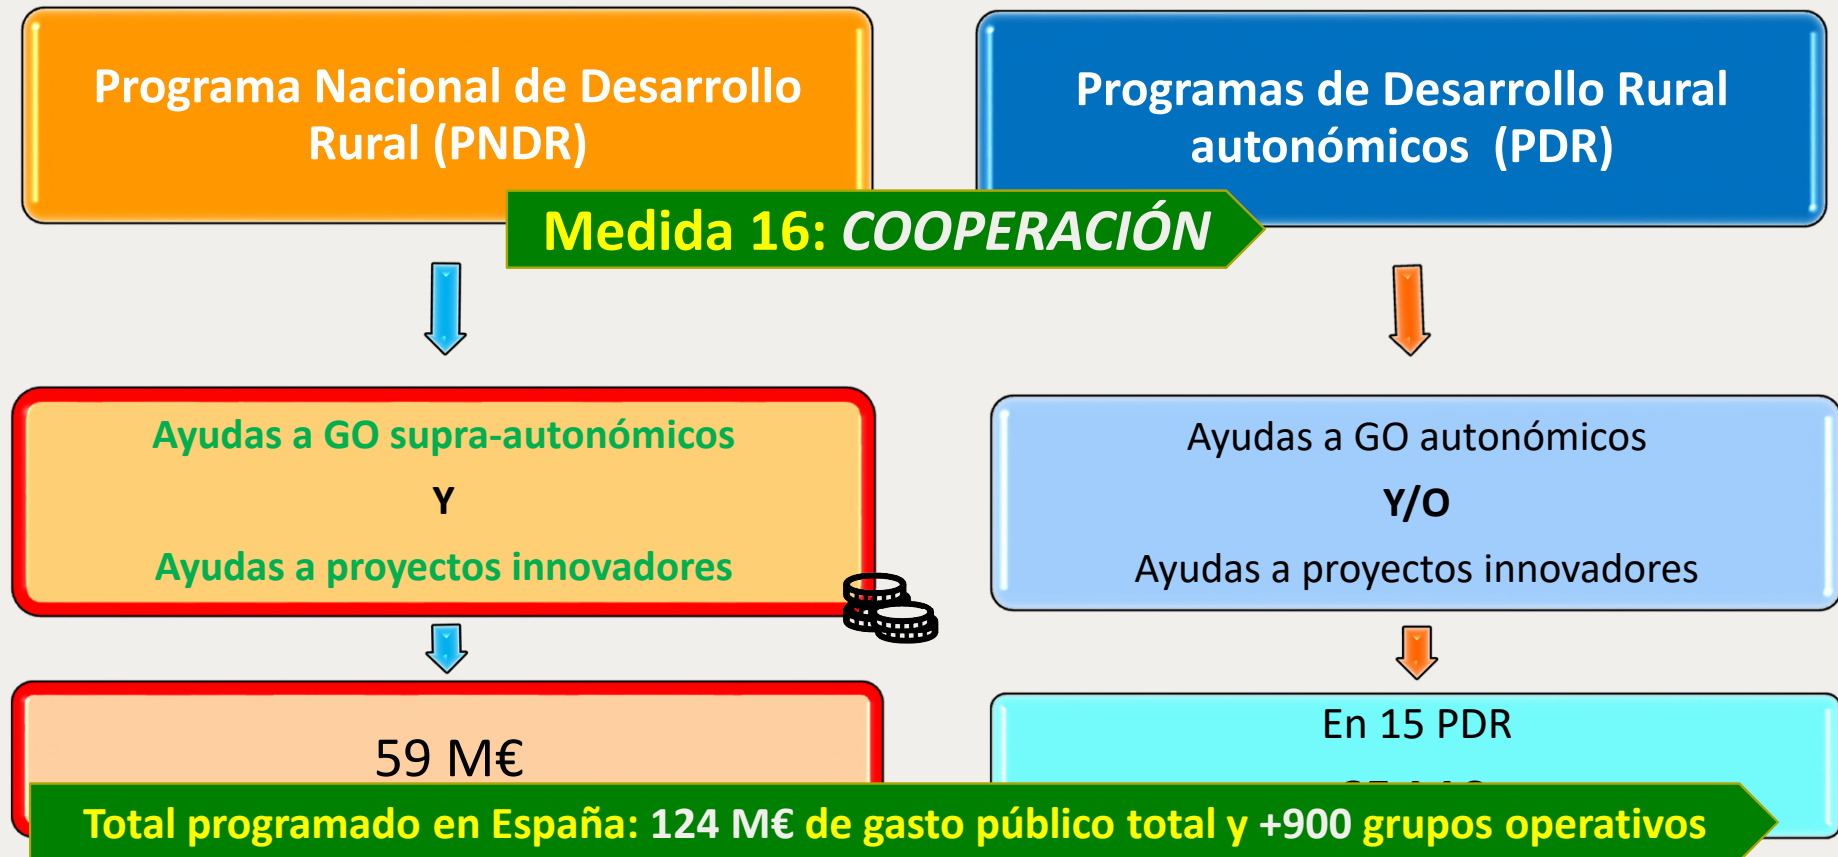 Programa Nacional de Desarrollo
Rural (PNDR)
Programas de Desarrollo Rural
autonómicos (PDR)
Medida 16: COOPERACIÓN
Ayudas a GO supra-autonómicos
Y
Ayudas a proyectos innovadores
Ayudas a GO autonómicos
Y/O
Ayudas a proyectos innovadores
59 M€
En 15 PDR
Total programado en España: 124 M€ de gasto público total y +900 grupos operativos